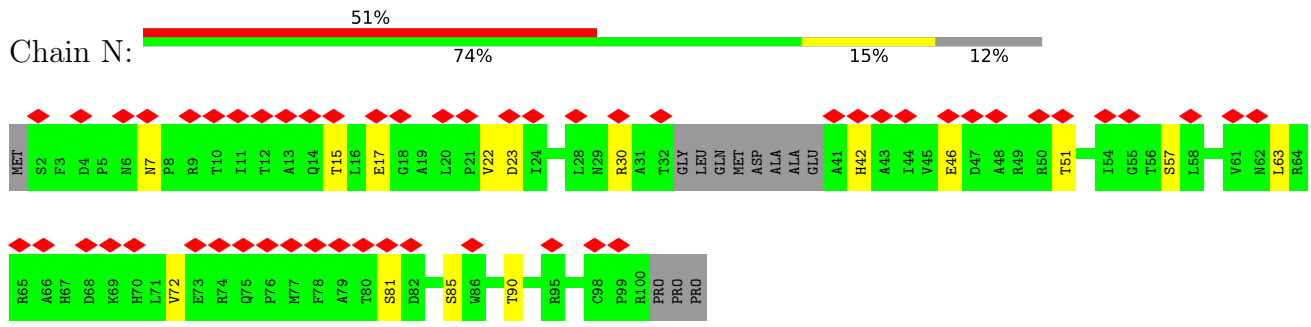 51%
Chain N:
74% 15% 12%
MET S2 F3 D4 P5 N6 N7 P8 R9 T10 I11 T12 A13 Q14 T15 L16 E17 G18 A19 L20 P21 V22 D23 I24 L28 N29 R30 A31 T32 GLY LEU GLN MET ASP ALA ALA GLU A41 H42 A43 I44 V45 E46 D47 A48 R49 R50 T51 I54 G55 T56 S57 L58 V61 N62 L63 R64
R65 A66 H67 D68 K69 H70 L71 V72 E73 R74 Q75 P76 M77 F78 A79 T80 S81 D82 S85 W86 T90 R95 C98 P99 R100 PRO PRO PRO